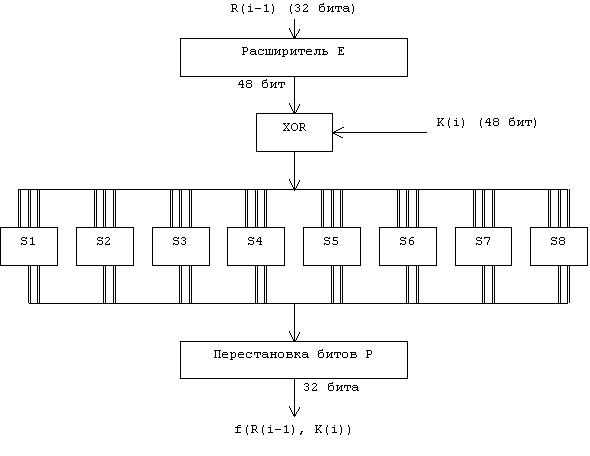 R(i-1) (32 бита)
Расширитель E
48 бит
XOR
K(i) (48 бит)
S1 S2 S3 S4 S5 S6 S7 S8
Перестановка битов P
32 бита
f(R(i-1), K(i))